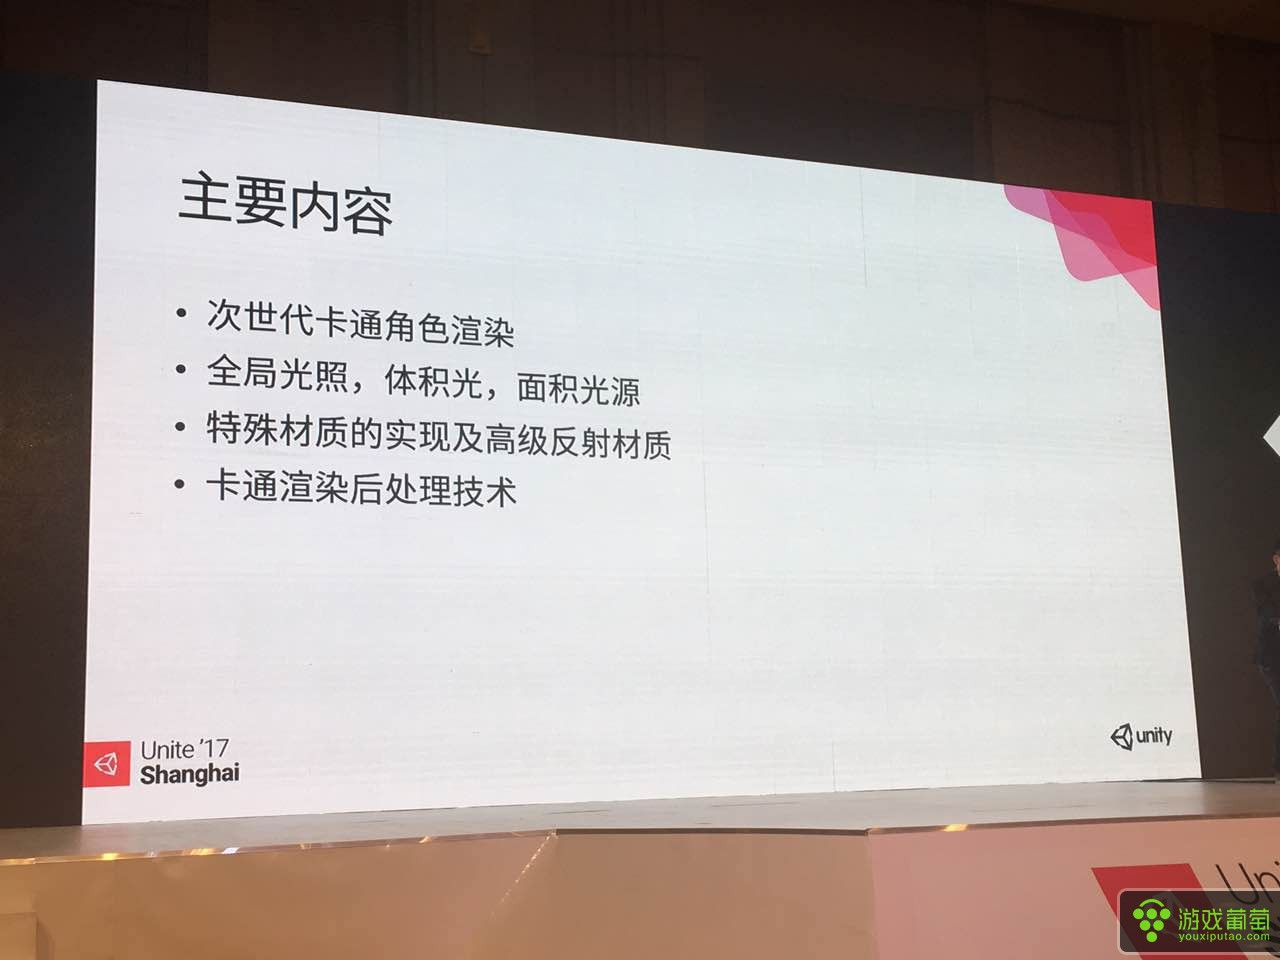 主要内容
• 次世代卡通角色渲染
• 全局光照，体积光，面积光源
• 特殊材质的实现及高级反射材质
• 卡通渲染后处理技术
Unite '17
Shanghai
unity
游戏葡萄
youxiputao.com